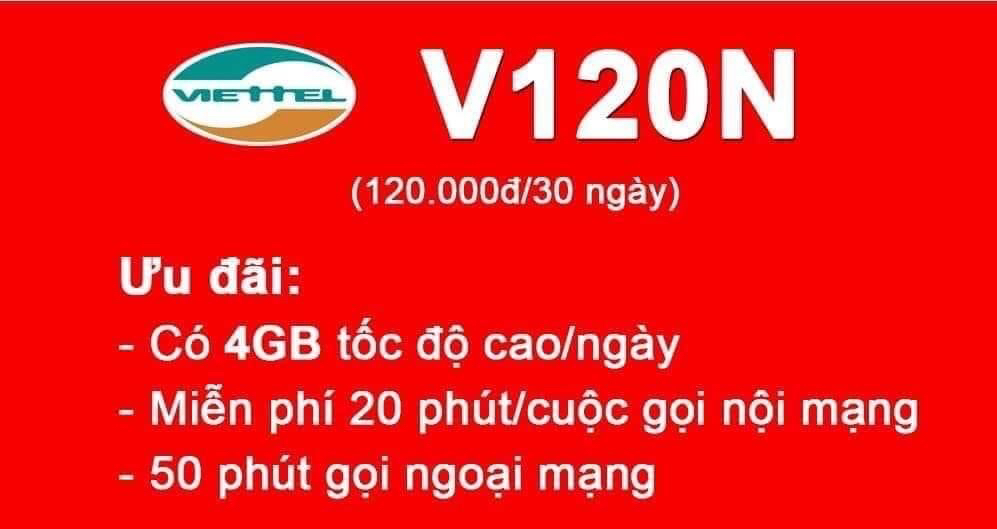 VIETTEL
V120N
(120.000đ/30 ngày)
Ưu đãi:
- Có 4GB tốc độ cao/ngày
- Miễn phí 20 phút/cuộc gọi nội mạng
- 50 phút gọi ngoại mạng